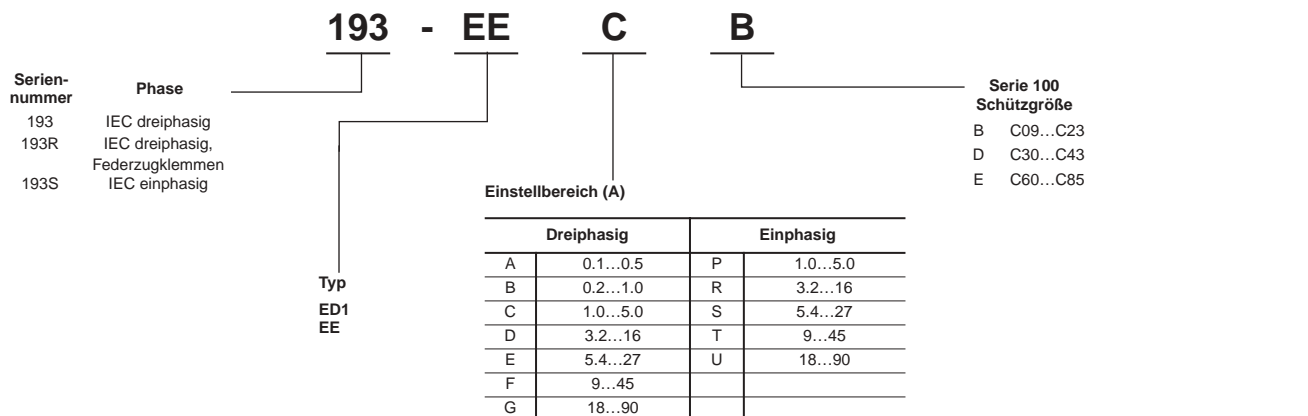 193 - EE C B
Serien-
nummer
Phase
193 IEC dreiphasig
193R IEC dreiphasig,
Federzugklemmen
193S IEC einphasig
Typ
ED1
EE
Einstellbereich (A)
Dreiphasig Einphasig
A 0.1…0.5 P 1.0…5.0
B 0.2…1.0 R 3.2…16
C 1.0…5.0 S 5.4…27
D 3.2…16 T 9…45
E 5.4…27 U 18…90
F 9…45
G 18…90
Serie 100
Schützgröße
B C09…C23
D C30…C43
E C60…C85